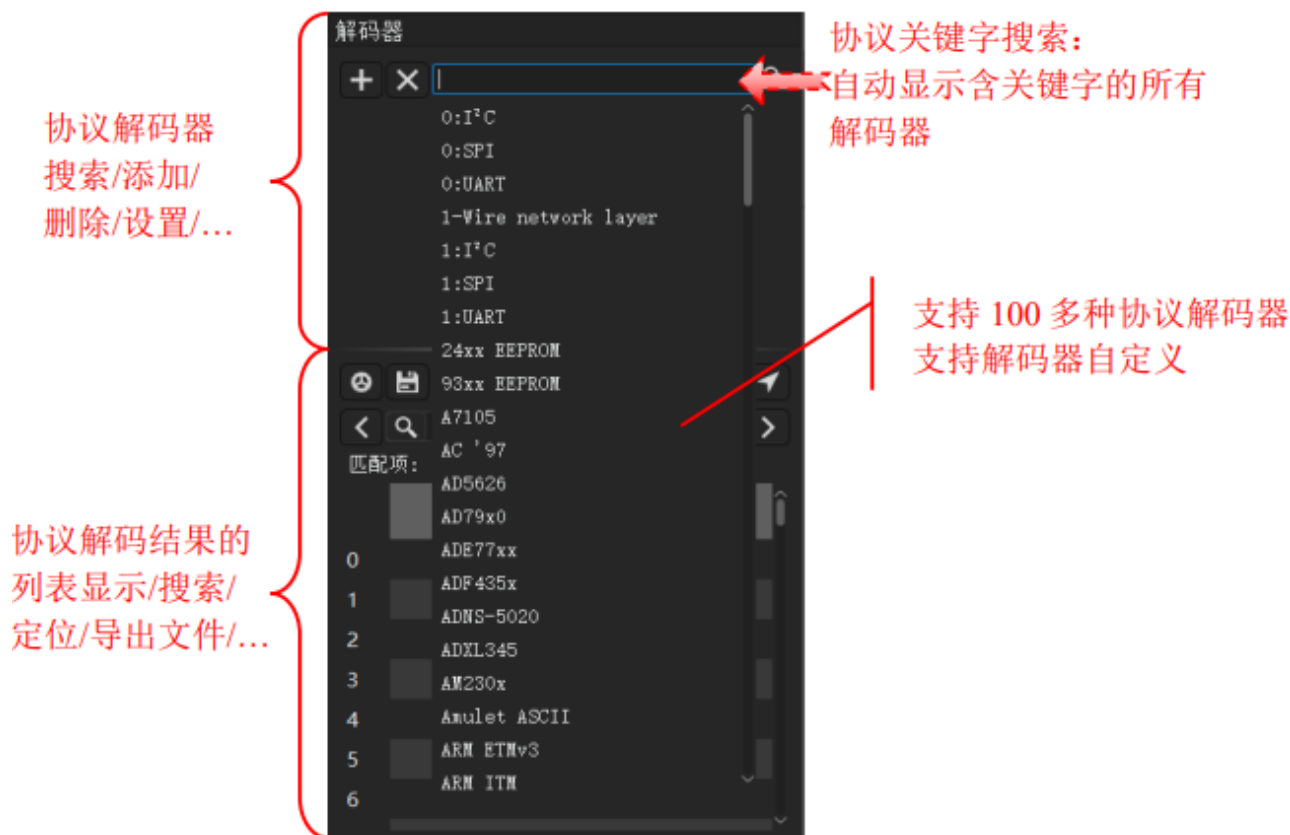 解码器
协议关键字搜索：
自动显示含关键字的所有
解码器
协议解码器
搜索/添加/
删除/设置/…
0:I²C
0:SPI
0:UART
1-Wire network layer
1:I²C
1:SPI
1:UART
24xx EEPROM
93xx EEPROM
A7105
AC '97
AD5626
AD79x0
ADE77xx
ADF435x
ADNS-5020
ADXL345
AM230x
Amulet ASCII
ARM ETMv3
ARM ITM
支持 100 多种协议解码器
支持解码器自定义
匹配项:
协议解码结果的
列表显示/搜索/
定位/导出文件/…
0
1
2
3
4
5
6